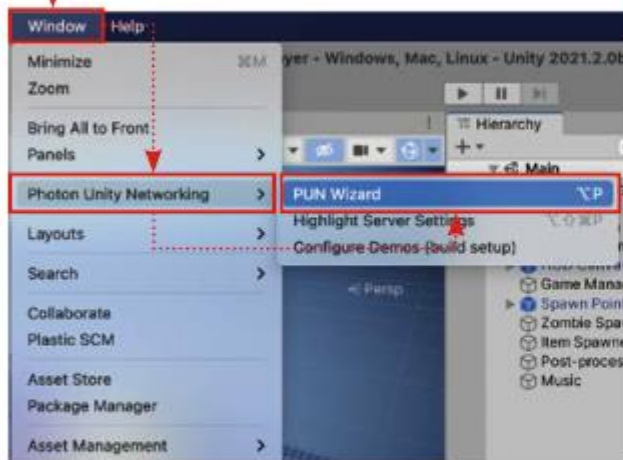 Window Help
Minimize ⌘M
Zoom
Bring All to Front
Panels
Photon Unity Networking
Layouts
Search
Collaborate
Plastic SCM
Asset Store
Package Manager
Asset Management
PUN Wizard ⌥P
Highlight Server Settings ⌥⇧⌘P
Configure Demos (build setup)
yer - Windows, Mac, Linux - Unity 2021.2.0b
Hierarchy
Main
Persp
Game Mana
Spawn Poin
Zombie Spa
Item Spawne
Post-proces
Music